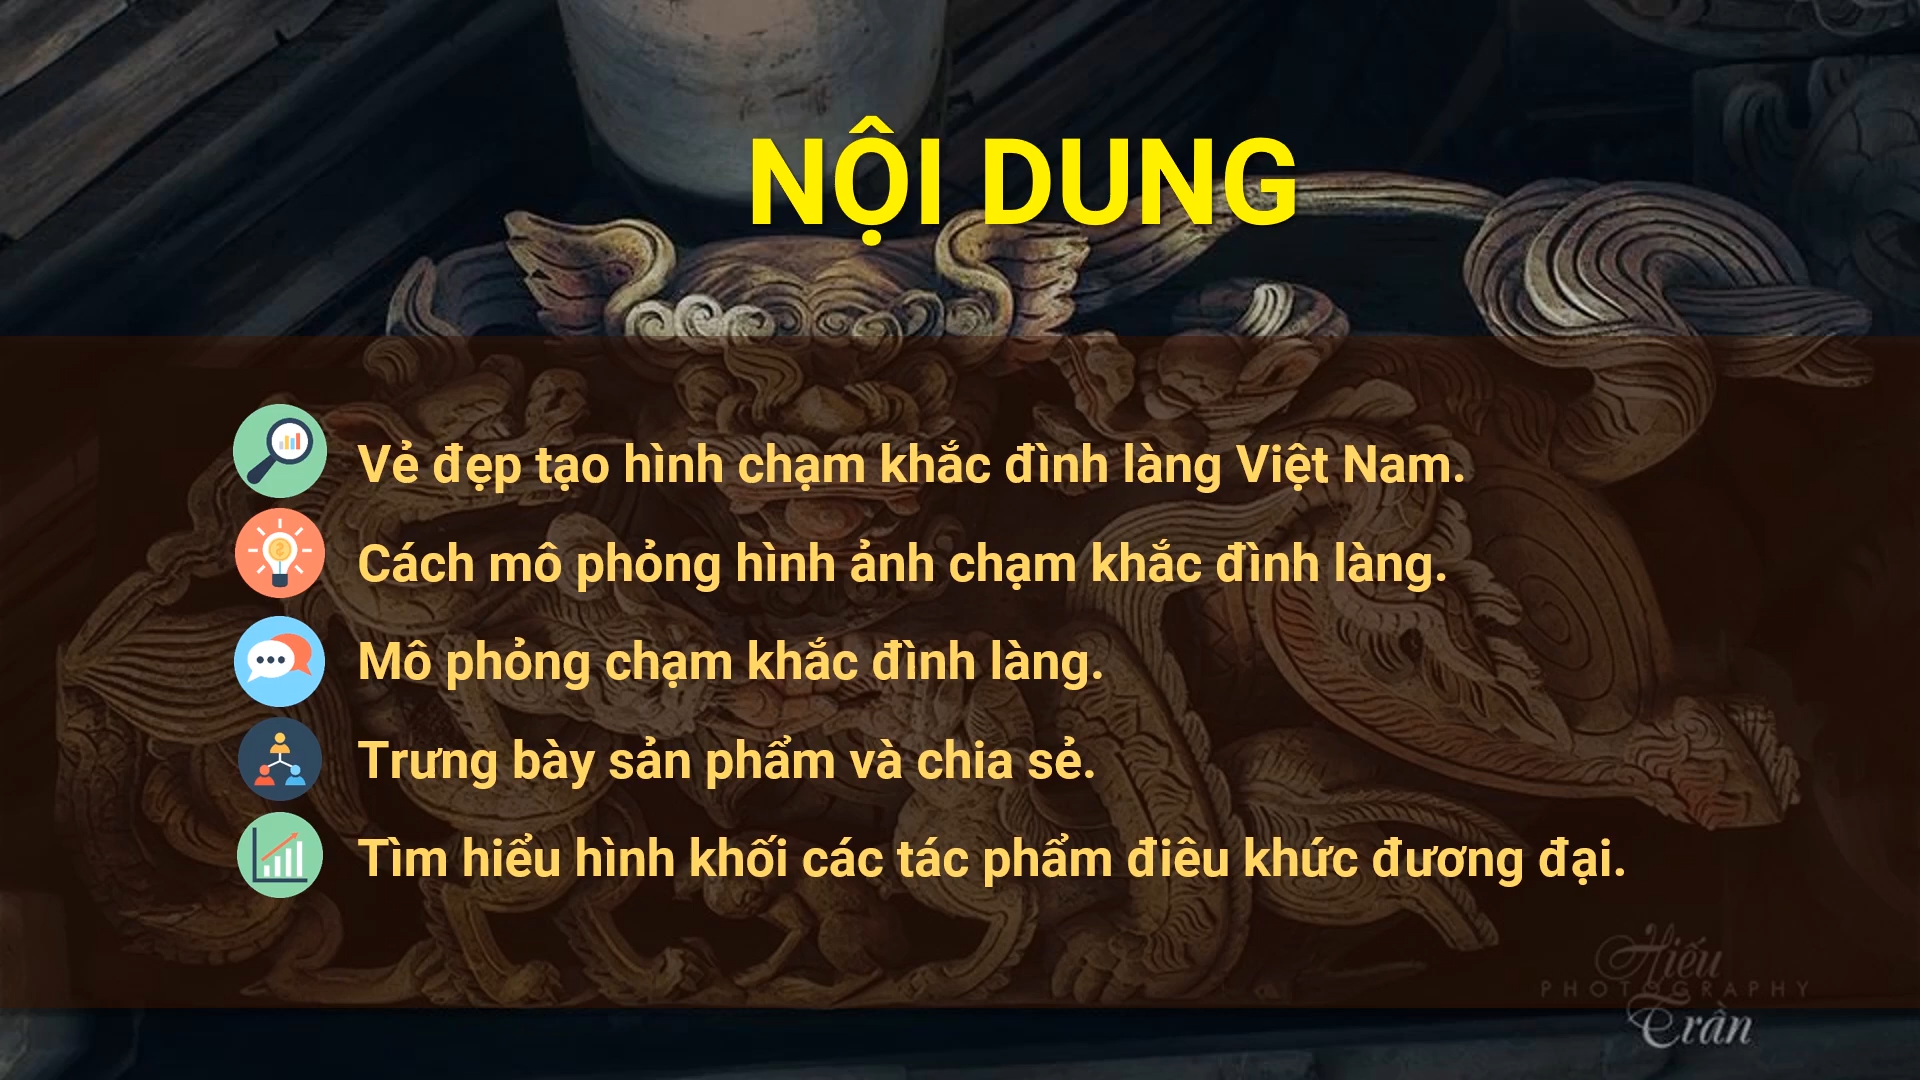 NỘI DUNG
Vẻ đẹp tạo hình chạm khắc đình làng Việt Nam.
Cách mô phỏng hình ảnh chạm khắc đình làng.
Mô phỏng chạm khắc đình làng.
Trưng bày sản phẩm và chia sẻ.
Tìm hiểu hình khối các tác phẩm điêu khức đương đại.
Hiếu
PHOTOGRAPHY
Trần